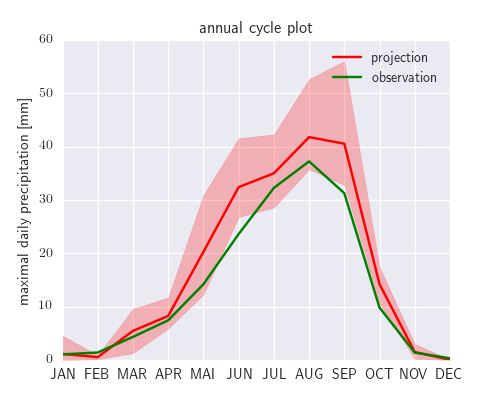 annual cycle plot
maximal daily precipitation [mm]
60
50
40
30
20
10
0
projection
observation
JAN FEB MAR APR MAI JUN JUL AUG SEP OCT NOV DEC